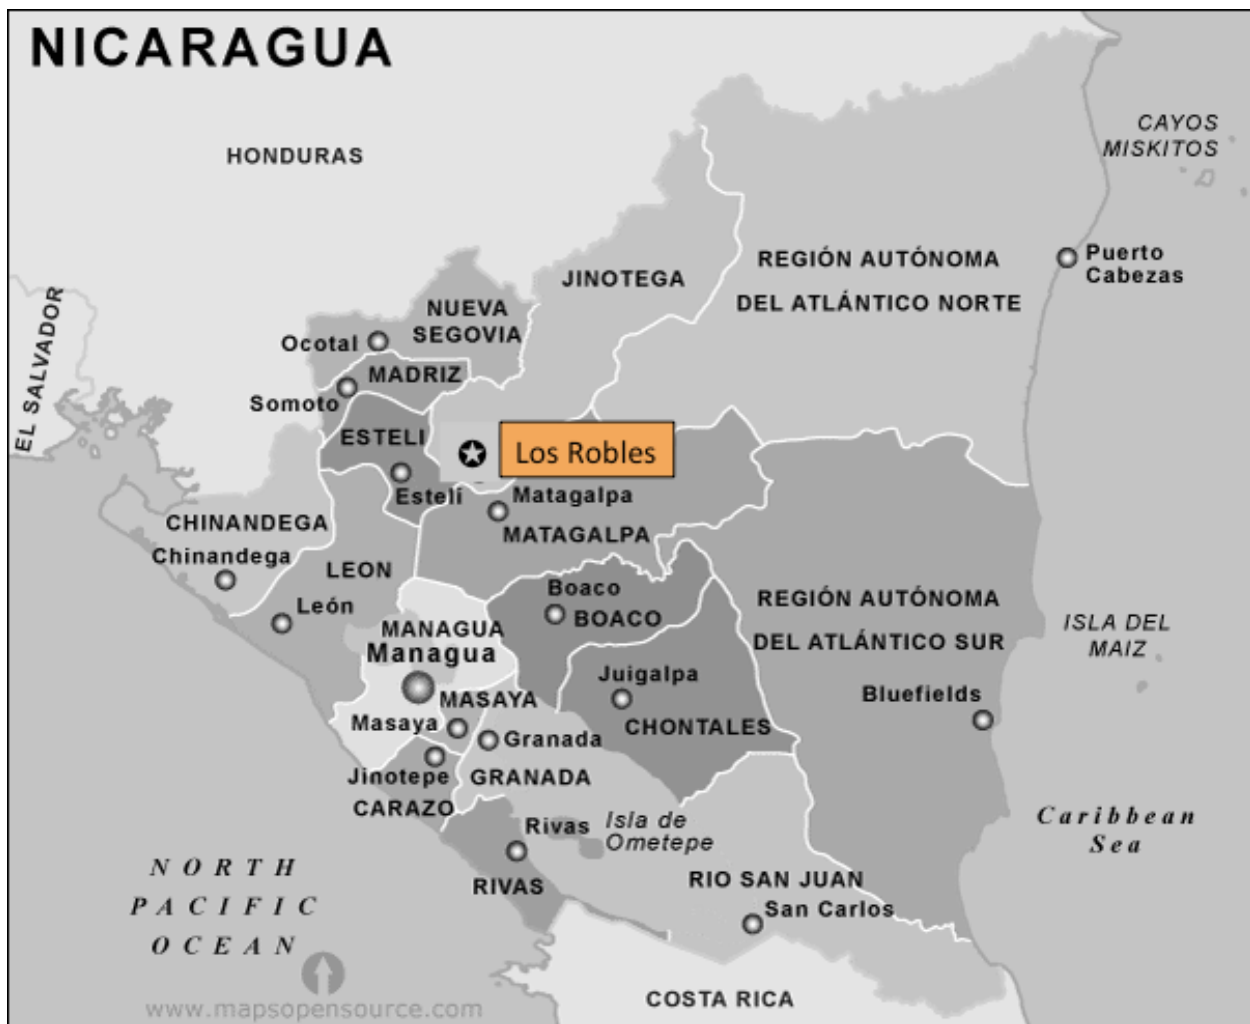 NICARAGUA
HONDURAS
CAYOS
MISKITOS
JINOTEGA
REGIÓN AUTÓNOMA
DEL ATLÁNTICO NORTE
Puerto
Cabezas
EL SALVADOR
NUEVA
SEGOVIA
Ocotal
MADRIZ
Somoto
ESTELI
Los Robles
Estelí
Matagalpa
MATAGALPA
CHINANDEGA
Chinandega
LEON
León
Boaco
BOACO
REGIÓN AUTÓNOMA
DEL ATLÁNTICO SUR
ISLA DEL
MAIZ
MANAGUA
Managua
Juigalpa
CHONTALES
Bluefields
MASAYA
Masaya
Granada
GRANADA
Jinotepe
CARAZO
Rivas
RIVAS
Isla de
Ometepe
Caribbean
Sea
NORTH
PACIFIC
OCEAN
RIO SAN JUAN
San Carlos
COSTA RICA
www.mapsopensource.com